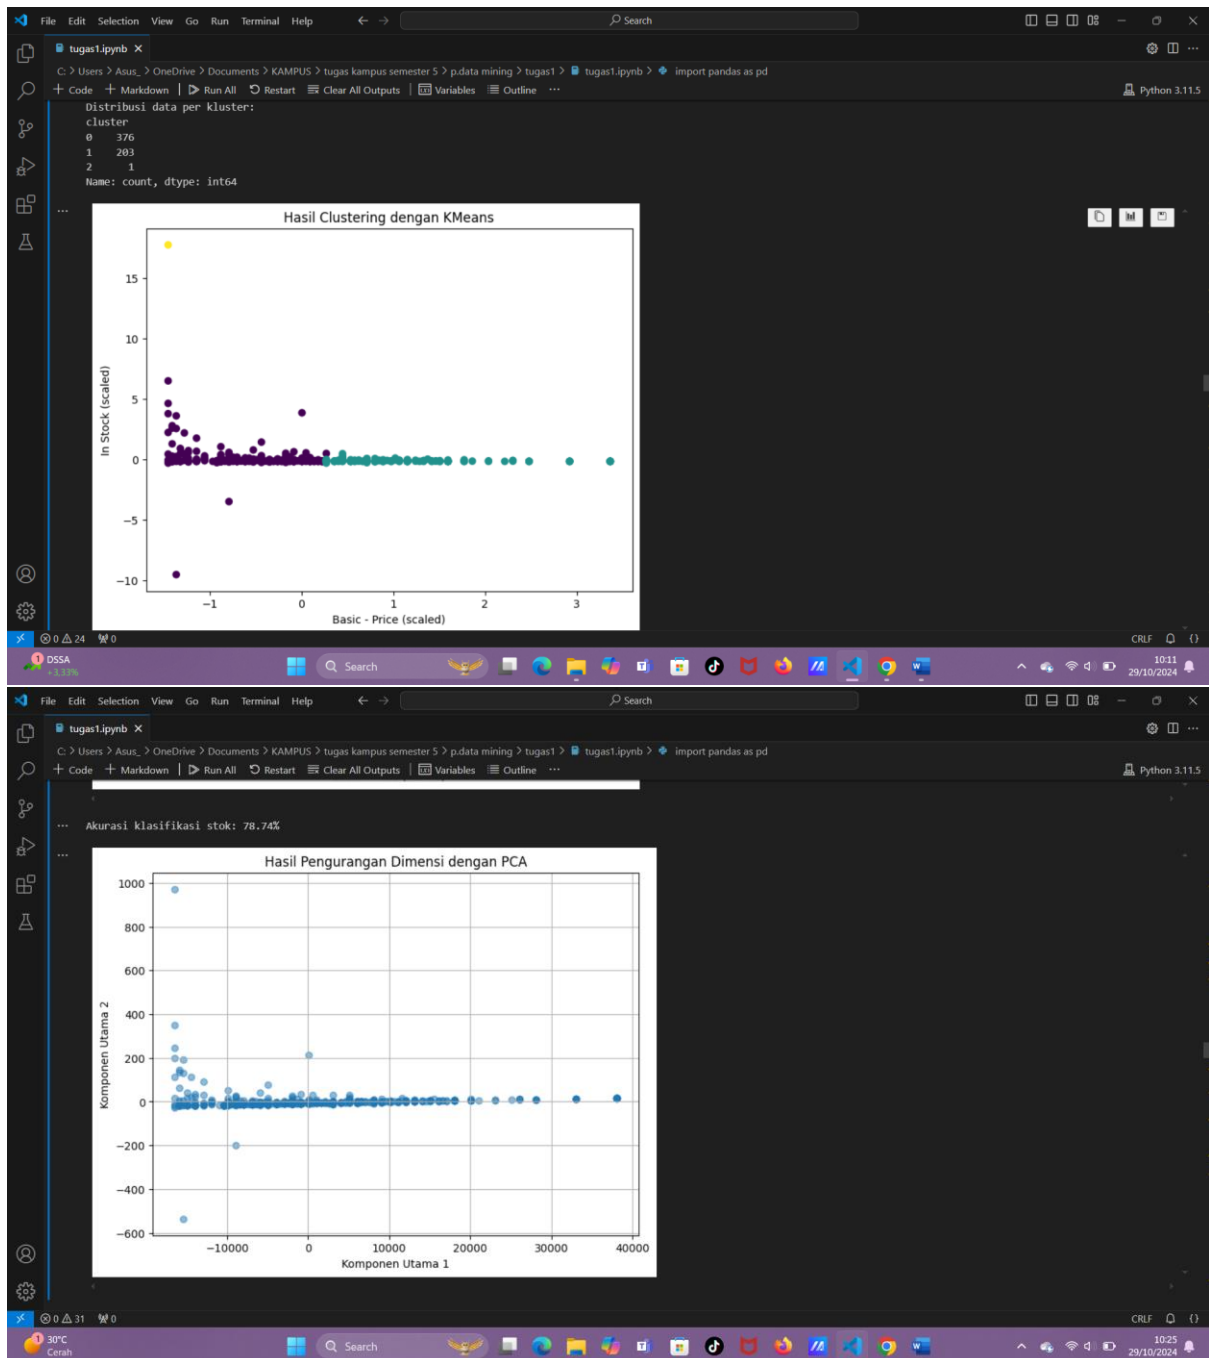 File Edit Selection View Go Run Terminal Help
Search
tugas1.ipynb
C: > Users > Asus_ > OneDrive > Documents > KAMPUS > tugas kampus semester 5 > p.data mining > tugas1 > tugas1.ipynb > import pandas as pd
+ Code + Markdown Run All Restart Clear All Outputs Variables Outline ...
Python 3.11.5
Distribusi data per kluster:
cluster
0 376
1 203
2 1
Name: count, dtype: int64
...
Hasil Clustering dengan KMeans
15
10
5
0
−5
−10
In Stock (scaled)
−1 0 1 2 3
Basic - Price (scaled)
0 24 0
CRLF {}
1
DSSA
+3,33%
Search
10:11
29/10/2024
File Edit Selection View Go Run Terminal Help
Search
tugas1.ipynb
C: > Users > Asus_ > OneDrive > Documents > KAMPUS > tugas kampus semester 5 > p.data mining > tugas1 > tugas1.ipynb > import pandas as pd
+ Code + Markdown Run All Restart Clear All Outputs Variables Outline ...
Python 3.11.5
... Akurasi klasifikasi stok: 78.74%
...
Hasil Pengurangan Dimensi dengan PCA
1000
800
600
400
200
0
−200
−400
−600
Komponen Utama 2
−10000 0 10000 20000 30000 40000
Komponen Utama 1
0 31 0
CRLF {}
1
30°C
Cerah
Search
10:25
29/10/2024